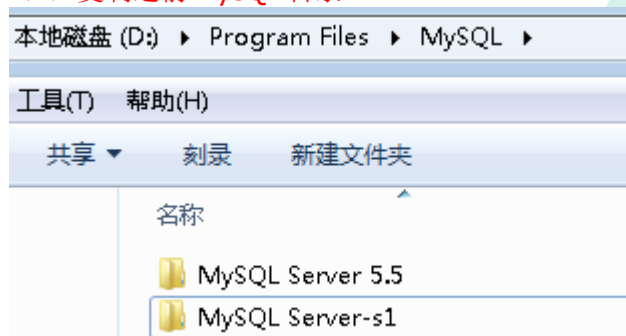 本地磁盘 (D:) ▸ Program Files ▸ MySQL ▸
工具(T) 帮助(H)
共享 ▾ 刻录 新建文件夹
名称
MySQL Server 5.5
MySQL Server-s1